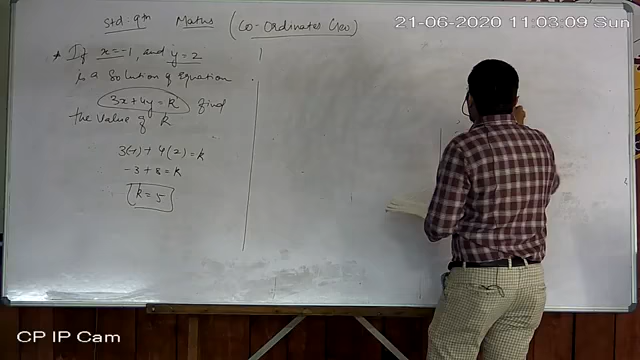 21-06-2020 11:03:09 Sun
Std: 9th Maths (Co-Ordinates Geo)
* If x=-1, and y=2
is a solution of equation
3x+4y=k find
the value of k
3(-1) + 4(2) = k
-3 + 8 = k
k = 5
CP IP Cam